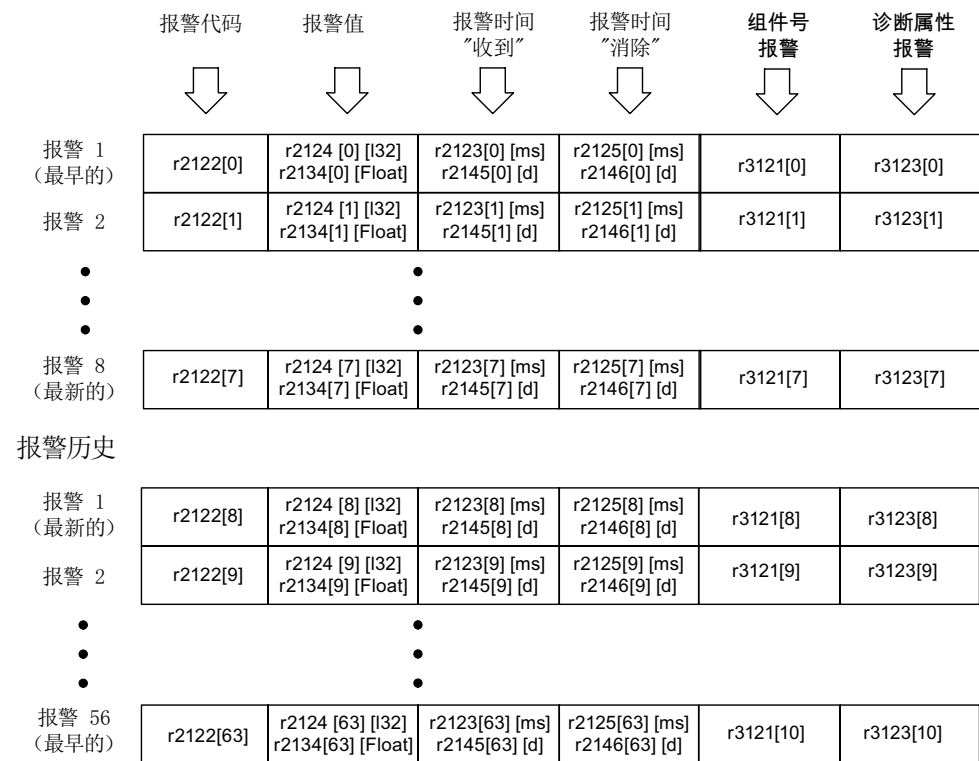 报警代码 报警值 报警时间 报警时间 组件号 诊断属性
"收到" "消除" 报警 报警
报警 1
（最早的）
r2122[0]
r2124 [0] [I32]
r2134[0] [Float]
r2123[0] [ms]
r2145[0] [d]
r2125[0] [ms]
r2146[0] [d]
r3121[0]
r3123[0]
报警 2
r2122[1]
r2124 [1] [I32]
r2134[1] [Float]
r2123[1] [ms]
r2145[1] [d]
r2125[1] [ms]
r2146[1] [d]
r3121[1]
r3123[1]
报警 8
（最新的）
r2122[7]
r2124 [7] [I32]
r2134[7] [Float]
r2123[7] [ms]
r2145[7] [d]
r2125[7] [ms]
r2146[7] [d]
r3121[7]
r3123[7]
报警历史
报警 1
（最新的）
r2122[8]
r2124 [8] [I32]
r2134[8] [Float]
r2123[8] [ms]
r2145[8] [d]
r2125[8] [ms]
r2146[8] [d]
r3121[8]
r3123[8]
报警 2
r2122[9]
r2124 [9] [I32]
r2134[9] [Float]
r2123[9] [ms]
r2145[9] [d]
r2125[9] [ms]
r2146[9] [d]
r3121[9]
r3123[9]
报警 56
（最早的）
r2122[63]
r2124 [63] [I32]
r2134[63] [Float]
r2123[63] [ms]
r2145[63] [d]
r2125[63] [ms]
r2146[63] [d]
r3121[10]
r3123[10]